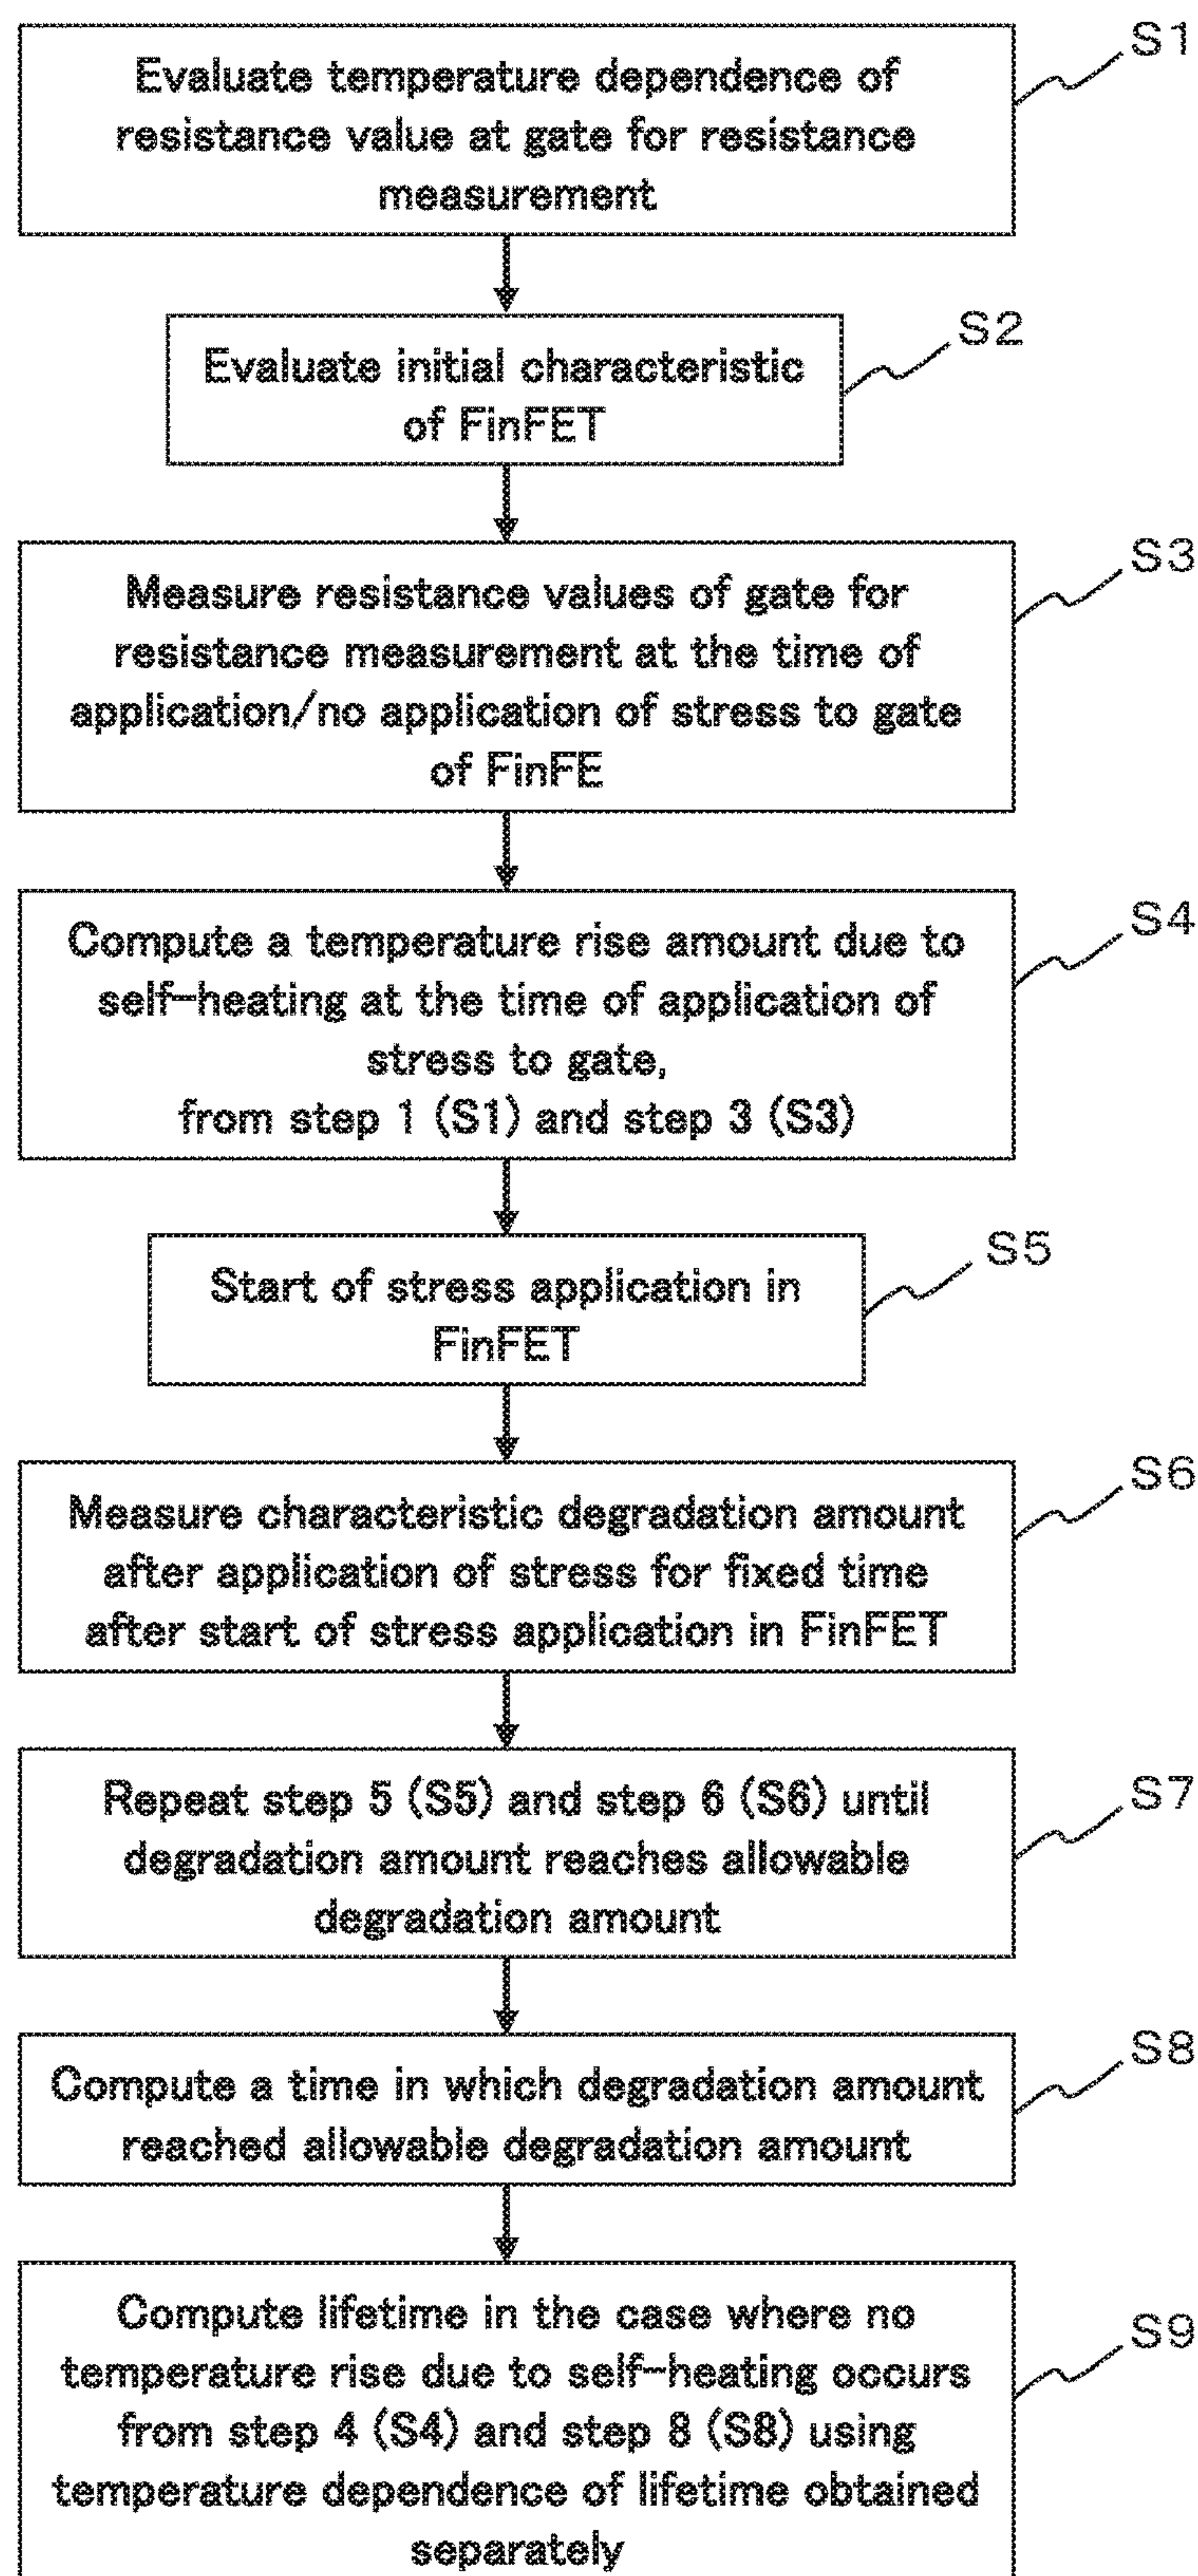 S1
Evaluate temperature dependence of
resistance value at gate for resistance
measurement
S2
Evaluate initial characteristic
of FinFET
S3
Measure resistance values of gate for
resistance measurement at the time of
application/no application of stress to gate
of FinFE
S4
Compute a temperature rise amount due to
self-heating at the time of application of
stress to gate,
from step 1 (S1) and step 3 (S3)
S5
Start of stress application in
FinFET
S6
Measure characteristic degradation amount
after application of stress for fixed time
after start of stress application in FinFET
S7
Repeat step 5 (S5) and step 6 (S6) until
degradation amount reaches allowable
degradation amount
S8
Compute a time in which degradation amount
reached allowable degradation amount
S9
Compute lifetime in the case where no
temperature rise due to self-heating occurs
from step 4 (S4) and step 8 (S8) using
temperature dependence of lifetime obtained
separately